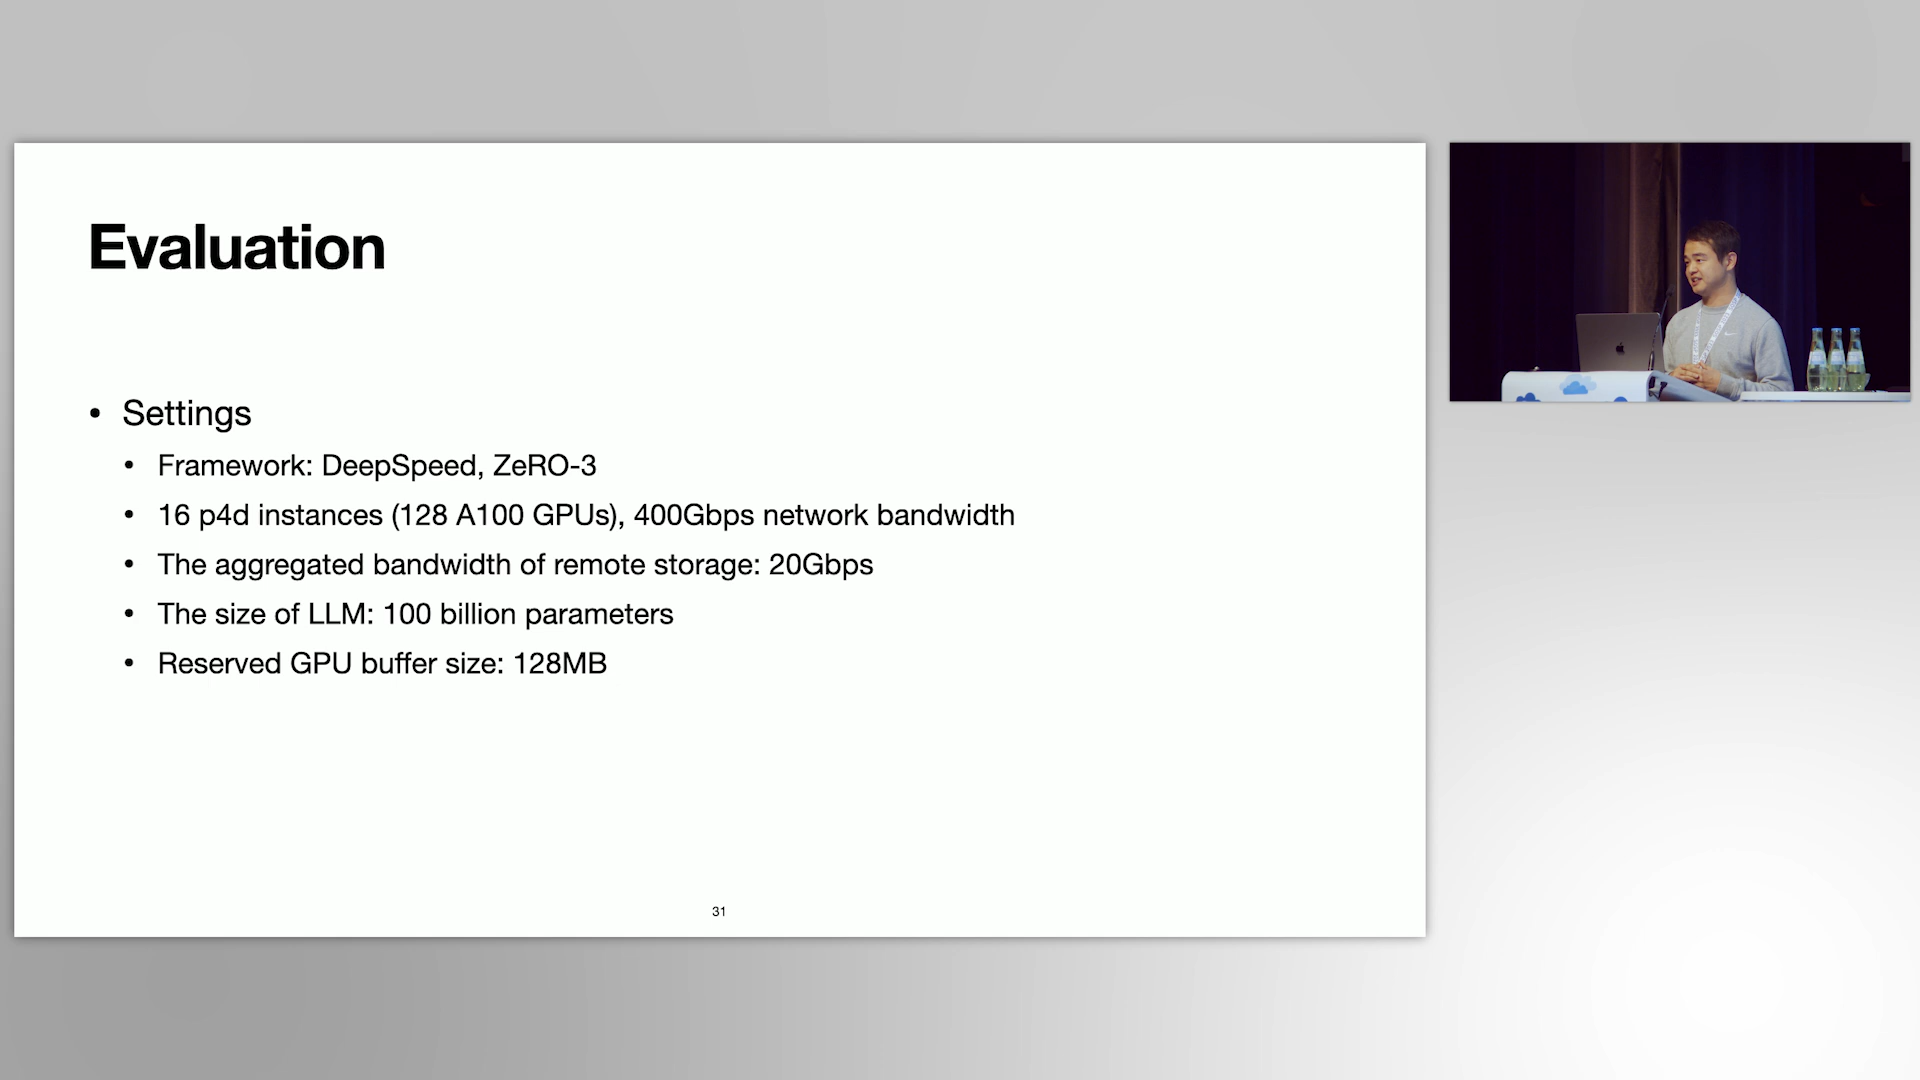 Evaluation
• Settings
• Framework: DeepSpeed, ZeRO-3
• 16 p4d instances (128 A100 GPUs), 400Gbps network bandwidth
• The aggregated bandwidth of remote storage: 20Gbps
• The size of LLM: 100 billion parameters
• Reserved GPU buffer size: 128MB
31